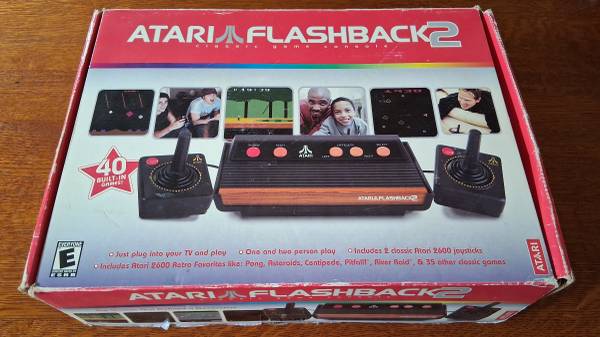 ATARI FLASHBACK2
classic game console
40
BUILT-IN
GAMES!
ATARI
ATARI FLASHBACK2
EVERYONE
E
ESRB
Just plug into your TV and play
One and two person play
Includes 2 classic Atari 2600 joysticks
Includes Atari 2600 Retro Favorites like: Pong, Asteroids, Centipede, Pitfall!, River Raid, & 35 other classic games
ATARI
ATARI FLASHBACK2